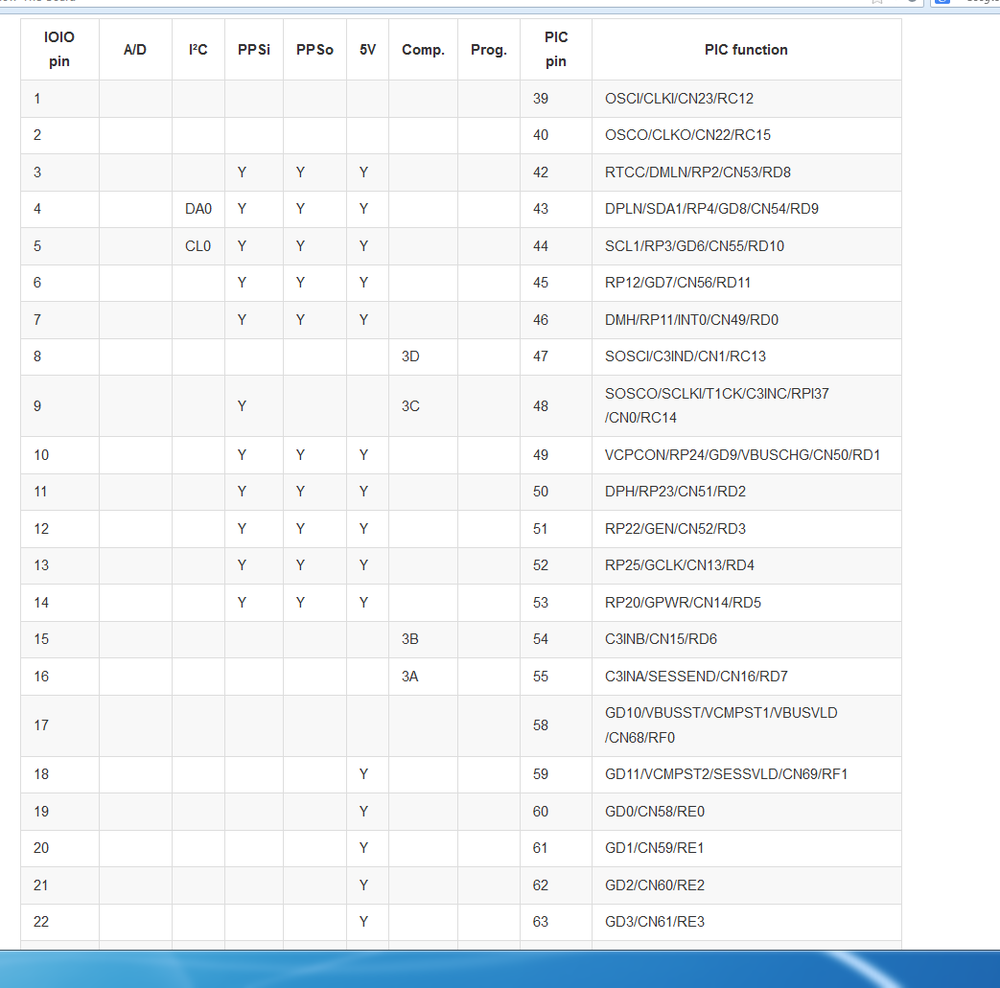 IOIO pin A/D I²C PPSi PPSo 5V Comp. Prog. PIC pin PIC function
1 39 OSCI/CLKI/CN23/RC12
2 40 OSCO/CLKO/CN22/RC15
3 Y Y Y 42 RTCC/DMLN/RP2/CN53/RD8
4 DA0 Y Y Y 43 DPLN/SDA1/RP4/GD8/CN54/RD9
5 CL0 Y Y Y 44 SCL1/RP3/GD6/CN55/RD10
6 Y Y Y 45 RP12/GD7/CN56/RD11
7 Y Y Y 46 DMH/RP11/INT0/CN49/RD0
8 3D 47 SOSCI/C3IND/CN1/RC13
9 Y 3C 48 SOSCO/SCLKI/T1CK/C3INC/RPI37
/CN0/RC14
10 Y Y Y 49 VCPCON/RP24/GD9/VBUSCHG/CN50/RD1
11 Y Y Y 50 DPH/RP23/CN51/RD2
12 Y Y Y 51 RP22/GEN/CN52/RD3
13 Y Y Y 52 RP25/GCLK/CN13/RD4
14 Y Y Y 53 RP20/GPWR/CN14/RD5
15 3B 54 C3INB/CN15/RD6
16 3A 55 C3INA/SESSEND/CN16/RD7
17 58 GD10/VBUSST/VCMPST1/VBUSVLD
/CN68/RF0
18 Y 59 GD11/VCMPST2/SESSVLD/CN69/RF1
19 Y 60 GD0/CN58/RE0
20 Y 61 GD1/CN59/RE1
21 Y 62 GD2/CN60/RE2
22 Y 63 GD3/CN61/RE3